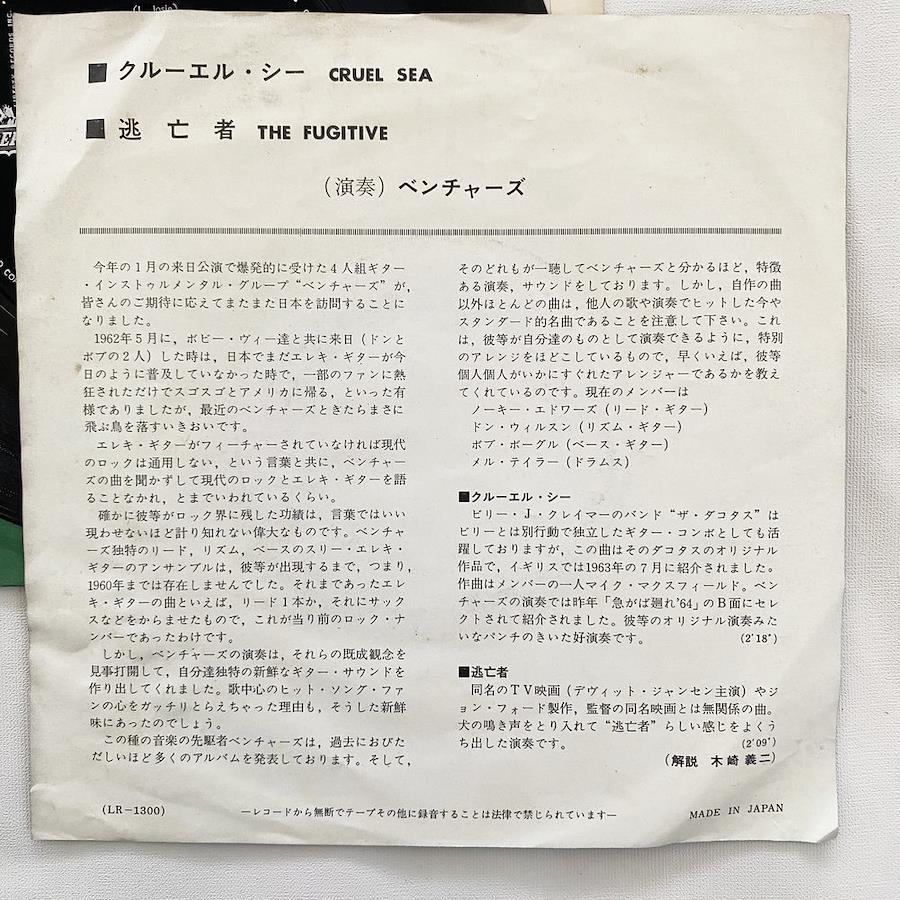 ■クルーエル・シー CRUEL SEA
■逃亡者 THE FUGITIVE
(演奏) ベンチャーズ
今年の1月の来日公演で爆発的に受けた4人組ギター
・インストゥルメンタル・グループ“ベンチャーズ”が,
皆さんのご期待に応えてまたまた日本を訪問することに
なりました。
1962年5月に, ボビー・ヴィー達と共に来日 (ドンと
ボブの2人) した時は, 日本でまだエレキ・ギターが今
日のように普及していなかった時で, 一部のファンに熱
狂されただけでスゴスゴとアメリカに帰る, といった有
様でありましたが, 最近のベンチャーズときたらまさに
飛ぶ鳥を落すいきおいです。
エレキ・ギターがフィーチャーされていなければ現代
のロックは通用しない, という言葉と共に, ベンチャー
ズの曲を聞かずして現代のロックとエレキ・ギターを語
ることなかれ, とまでいわれているくらい。
確かに彼等がロック界に残した功績は, 言葉ではいい
現わせないほど計り知れない偉大なものです。ベンチャ
ーズ独特のリード, リズム, ベースのスリー・エレキ・
ギターのアンサンブルは, 彼等が出現するまで, つまり,
1960年までは存在しませんでした。それまであったエレ
キ・ギターの曲といえば, リード1本か, それにサック
スなどをからませたもので, これが当り前のロック・ナ
ンバーであったわけです。
しかし, ベンチャーズの演奏は, それらの既成観念を
見事打開して, 自分達独特の新鮮なギター・サウンドを
作り出してくれました。歌中心のヒット・ソング・ファ
ンの心をガッチリとらえちゃった理由も, そうした新鮮
味にあったのでしょう。
この種の音楽の先駆者ベンチャーズは, 過去におびた
だしいほど多くのアルバムを発表しております。そして,
そのどれもが一聴してベンチャーズと分かるほど, 特徴
ある演奏, サウンドをしております。しかし, 自作の曲
以外ほとんどの曲は, 他人の歌や演奏でヒットした今や
スタンダード的名曲であることを注意して下さい。これ
は, 彼等が自分達のものとして演奏できるように, 特別
のアレンジをほどこしているもので, 早くいえば, 彼等
個人個人がいかにすぐれたアレンジャーであるかを教え
てくれているのです。現在のメンバーは
ノーキー・エドワーズ (リード・ギター)
ドン・ウィルスン (リズム・ギター)
ボブ・ボーグル (ベース・ギター)
メル・テイラー (ドラムス)
■クルーエル・シー
ビリー・J・クレイマーのバンド “ザ・ダコタス” は
ビリーとは別行動で独立したギター・コンボとしても活
躍しておりますが, この曲はそのダコタスのオリジナル
作品で, イギリスでは1963年の7月に紹介されました。
作曲はメンバーの一人マイク・マクスフィールド。ベン
チャーズの演奏では昨年「急がば廻れ'64」のB面にセレ
クトされて紹介されました。彼等のオリジナル演奏みた
いなパンチのきいた好演奏です。 (2'18")
■逃亡者
同名のTV映画 (デヴィット・ジャンセン主演) やジ
ョン・フォード製作, 監督の同名映画とは無関係の曲。
犬の鳴き声をとり入れて “逃亡者” らしい感じをよくう
ち出した演奏です。 (2'09")
(解説 木崎義二)
(LR-1300) ―レコードから無断でテープその他に録音することは法律で禁じられています― MADE IN JAPAN